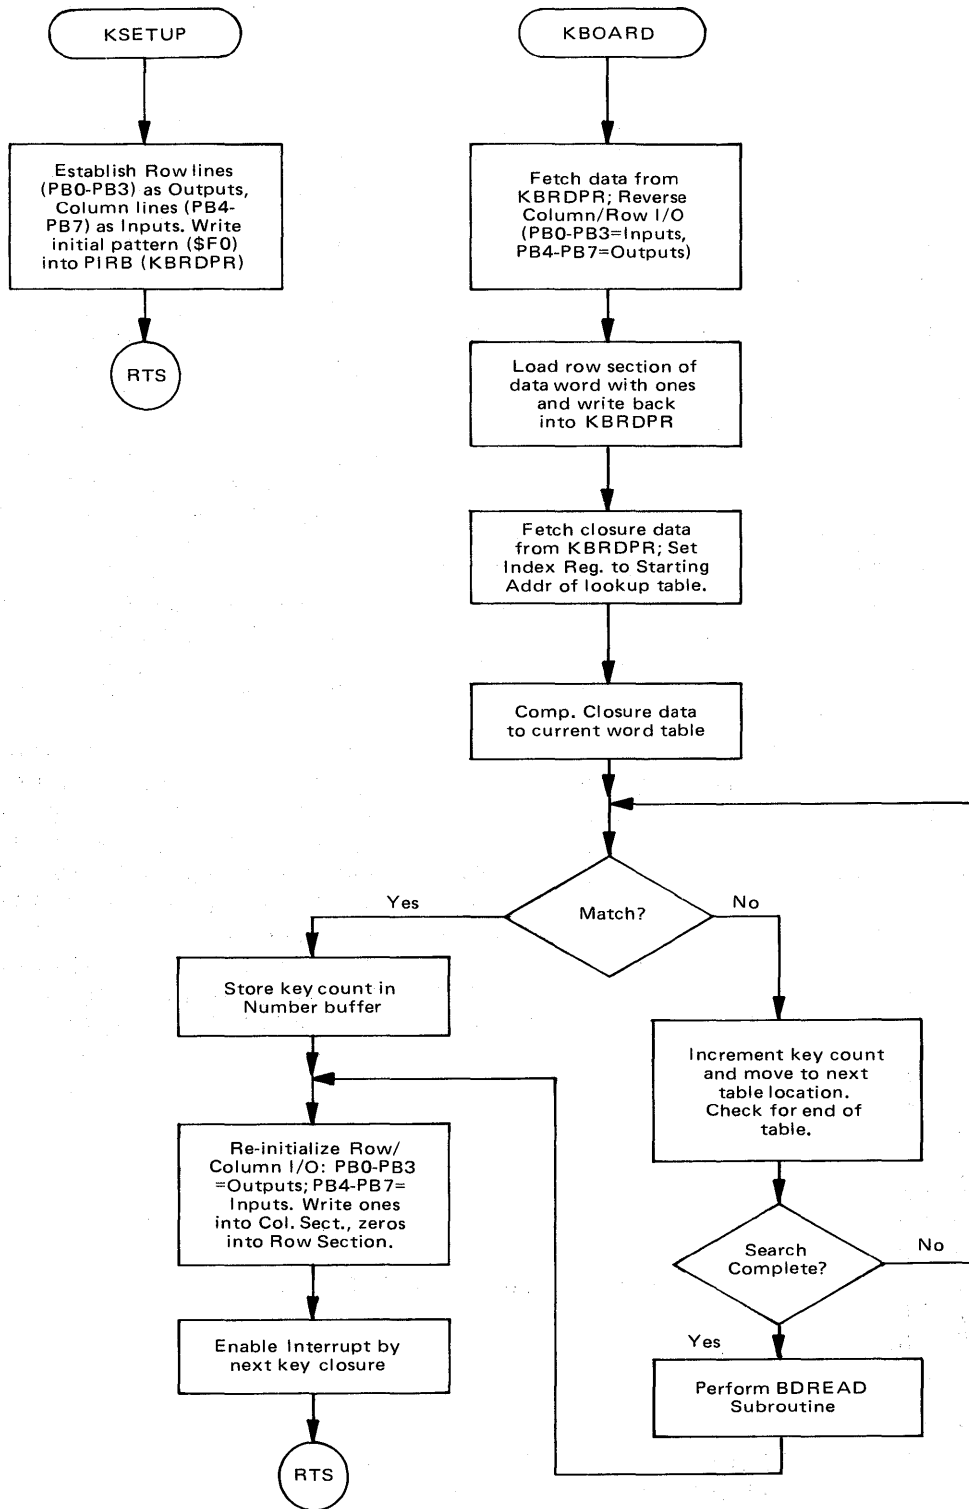 KSETUP
Establish Row lines
(PB0-PB3) as Outputs,
Column lines (PB4-
PB7) as Inputs. Write
initial pattern ($F0)
into PIRB (KBRDPR)
RTS
KBOARD
Fetch data from
KBRDPR; Reverse
Column/Row I/O
(PB0-PB3=Inputs,
PB4-PB7=Outputs)
Load row section of
data word with ones
and write back
into KBRDPR
Fetch closure data
from KBRDPR; Set
Index Reg. to Starting
Addr of lookup table.
Comp. Closure data
to current word table
Match?
Yes
No
Store key count in
Number buffer
Re-initialize Row/
Column I/O: PB0-PB3
=Outputs; PB4-PB7=
Inputs. Write ones
into Col. Sect., zeros
into Row Section.
Enable Interrupt by
next key closure
RTS
Increment key count
and move to next
table location.
Check for end of
table.
Search
Complete?
No
Yes
Perform BDREAD
Subroutine